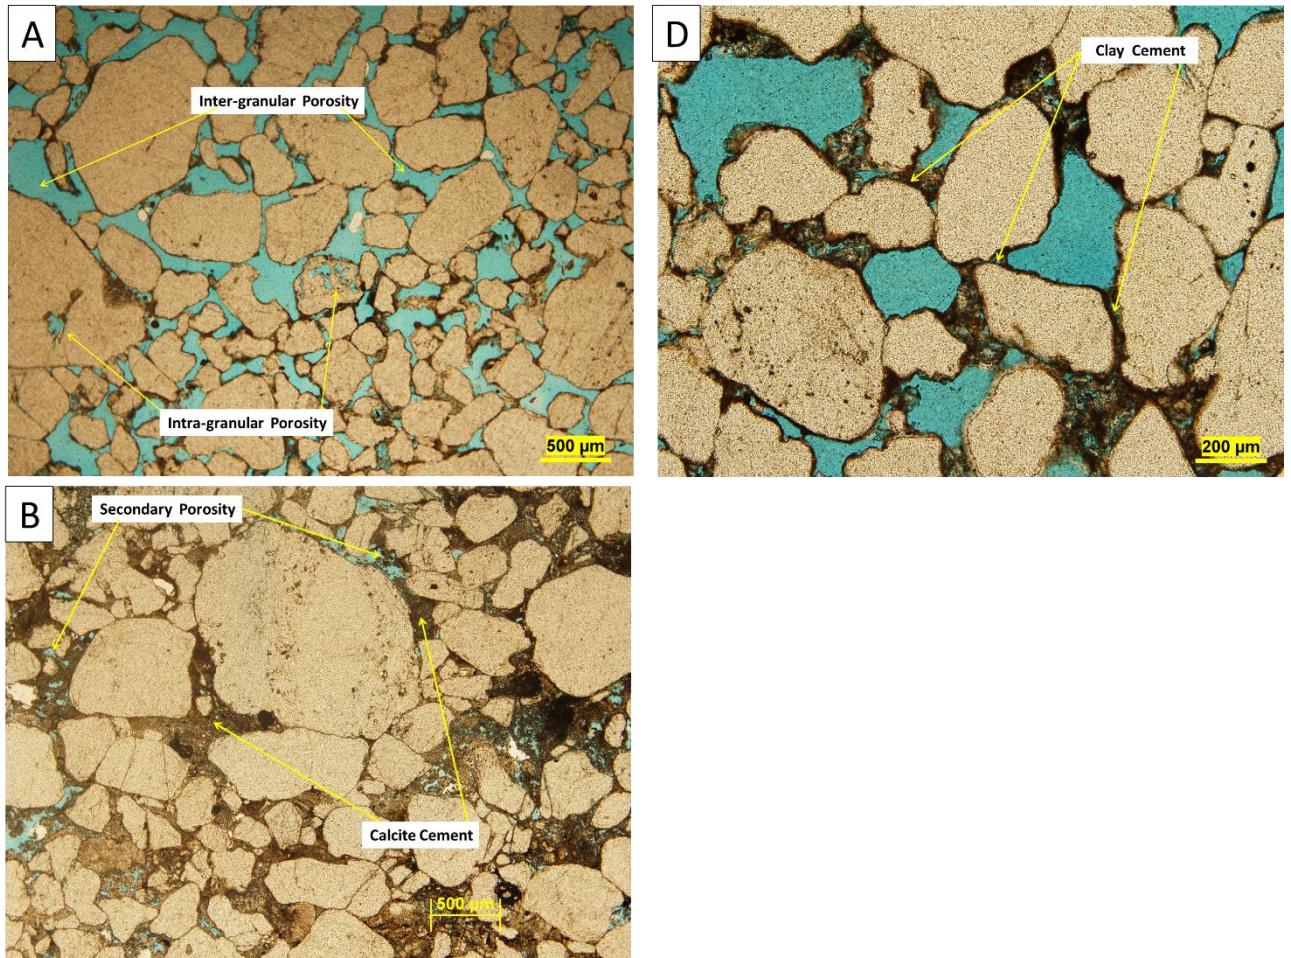 A
Inter-granular Porosity
Intra-granular Porosity
500 µm
D
Clay Cement
200 µm
B
Secondary Porosity
Calcite Cement
500 µm